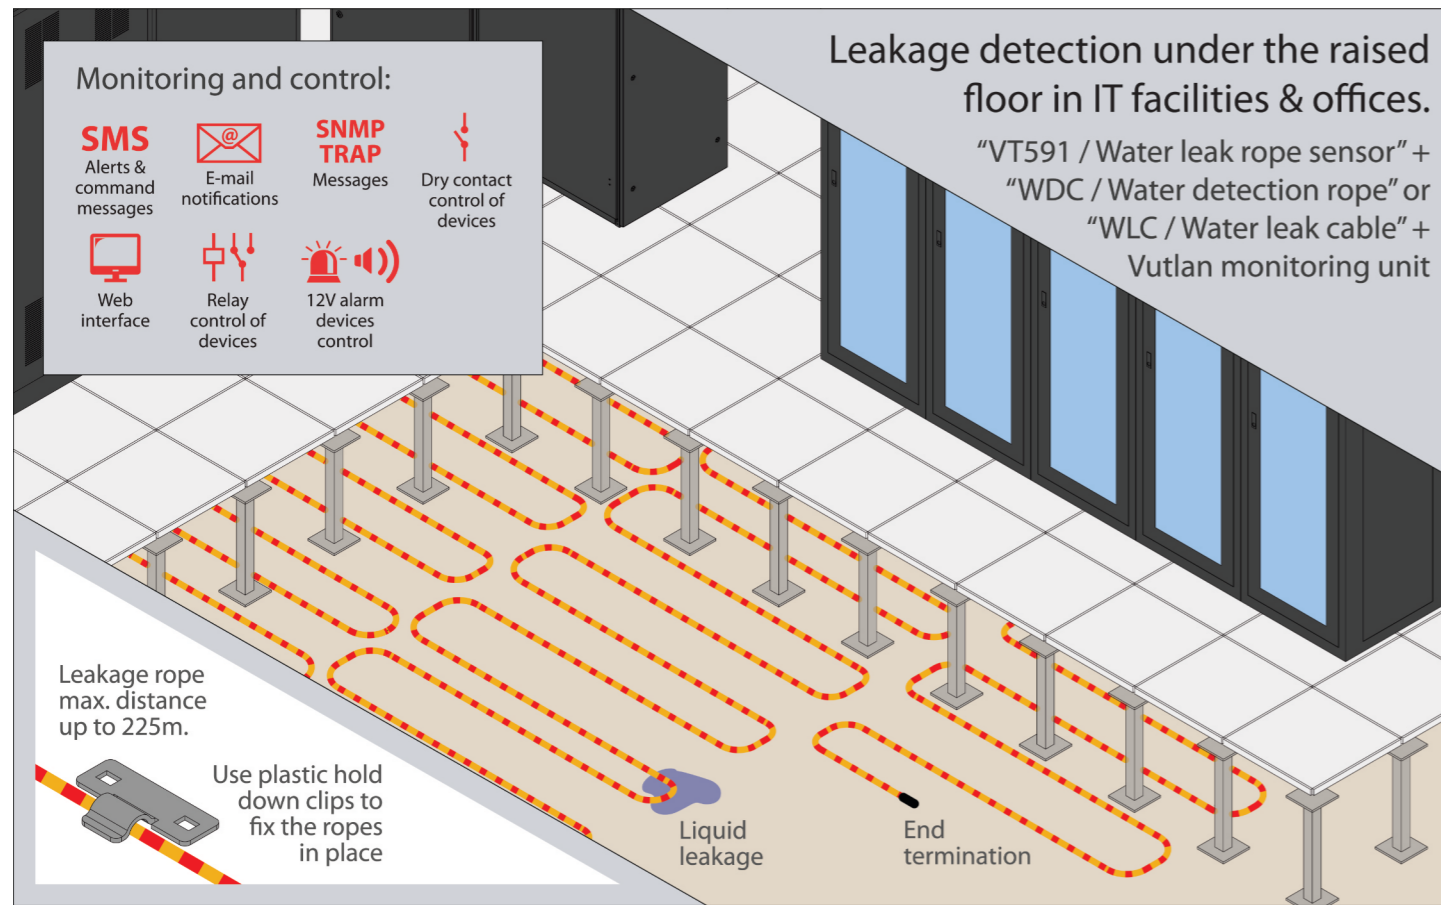 Leakage detection under the raised
floor in IT facilities & offices.
“VT591 / Water leak rope sensor” +
“WDC / Water detection rope” or
“WLC / Water leak cable” +
Vutlan monitoring unit
Monitoring and control:
SMS
Alerts &
command
messages
@
E-mail
notifications
SNMP
TRAP
Messages
Dry contact
control of
devices
Web
interface
Relay
control of
devices
12V alarm
devices
control
Leakage rope
max. distance
up to 225m.
Use plastic hold
down clips to
fix the ropes
in place
Liquid
leakage
End
termination